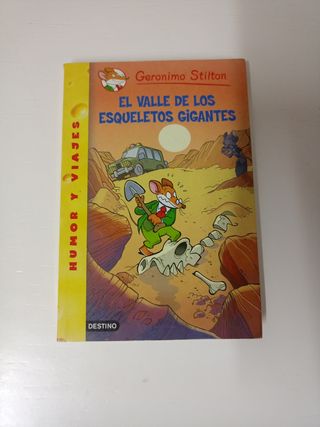 Geronimo Stilton
EL VALLE DE LOS
ESQUELETOS GIGANTES
HUMOR Y VIAJES
DESTINO